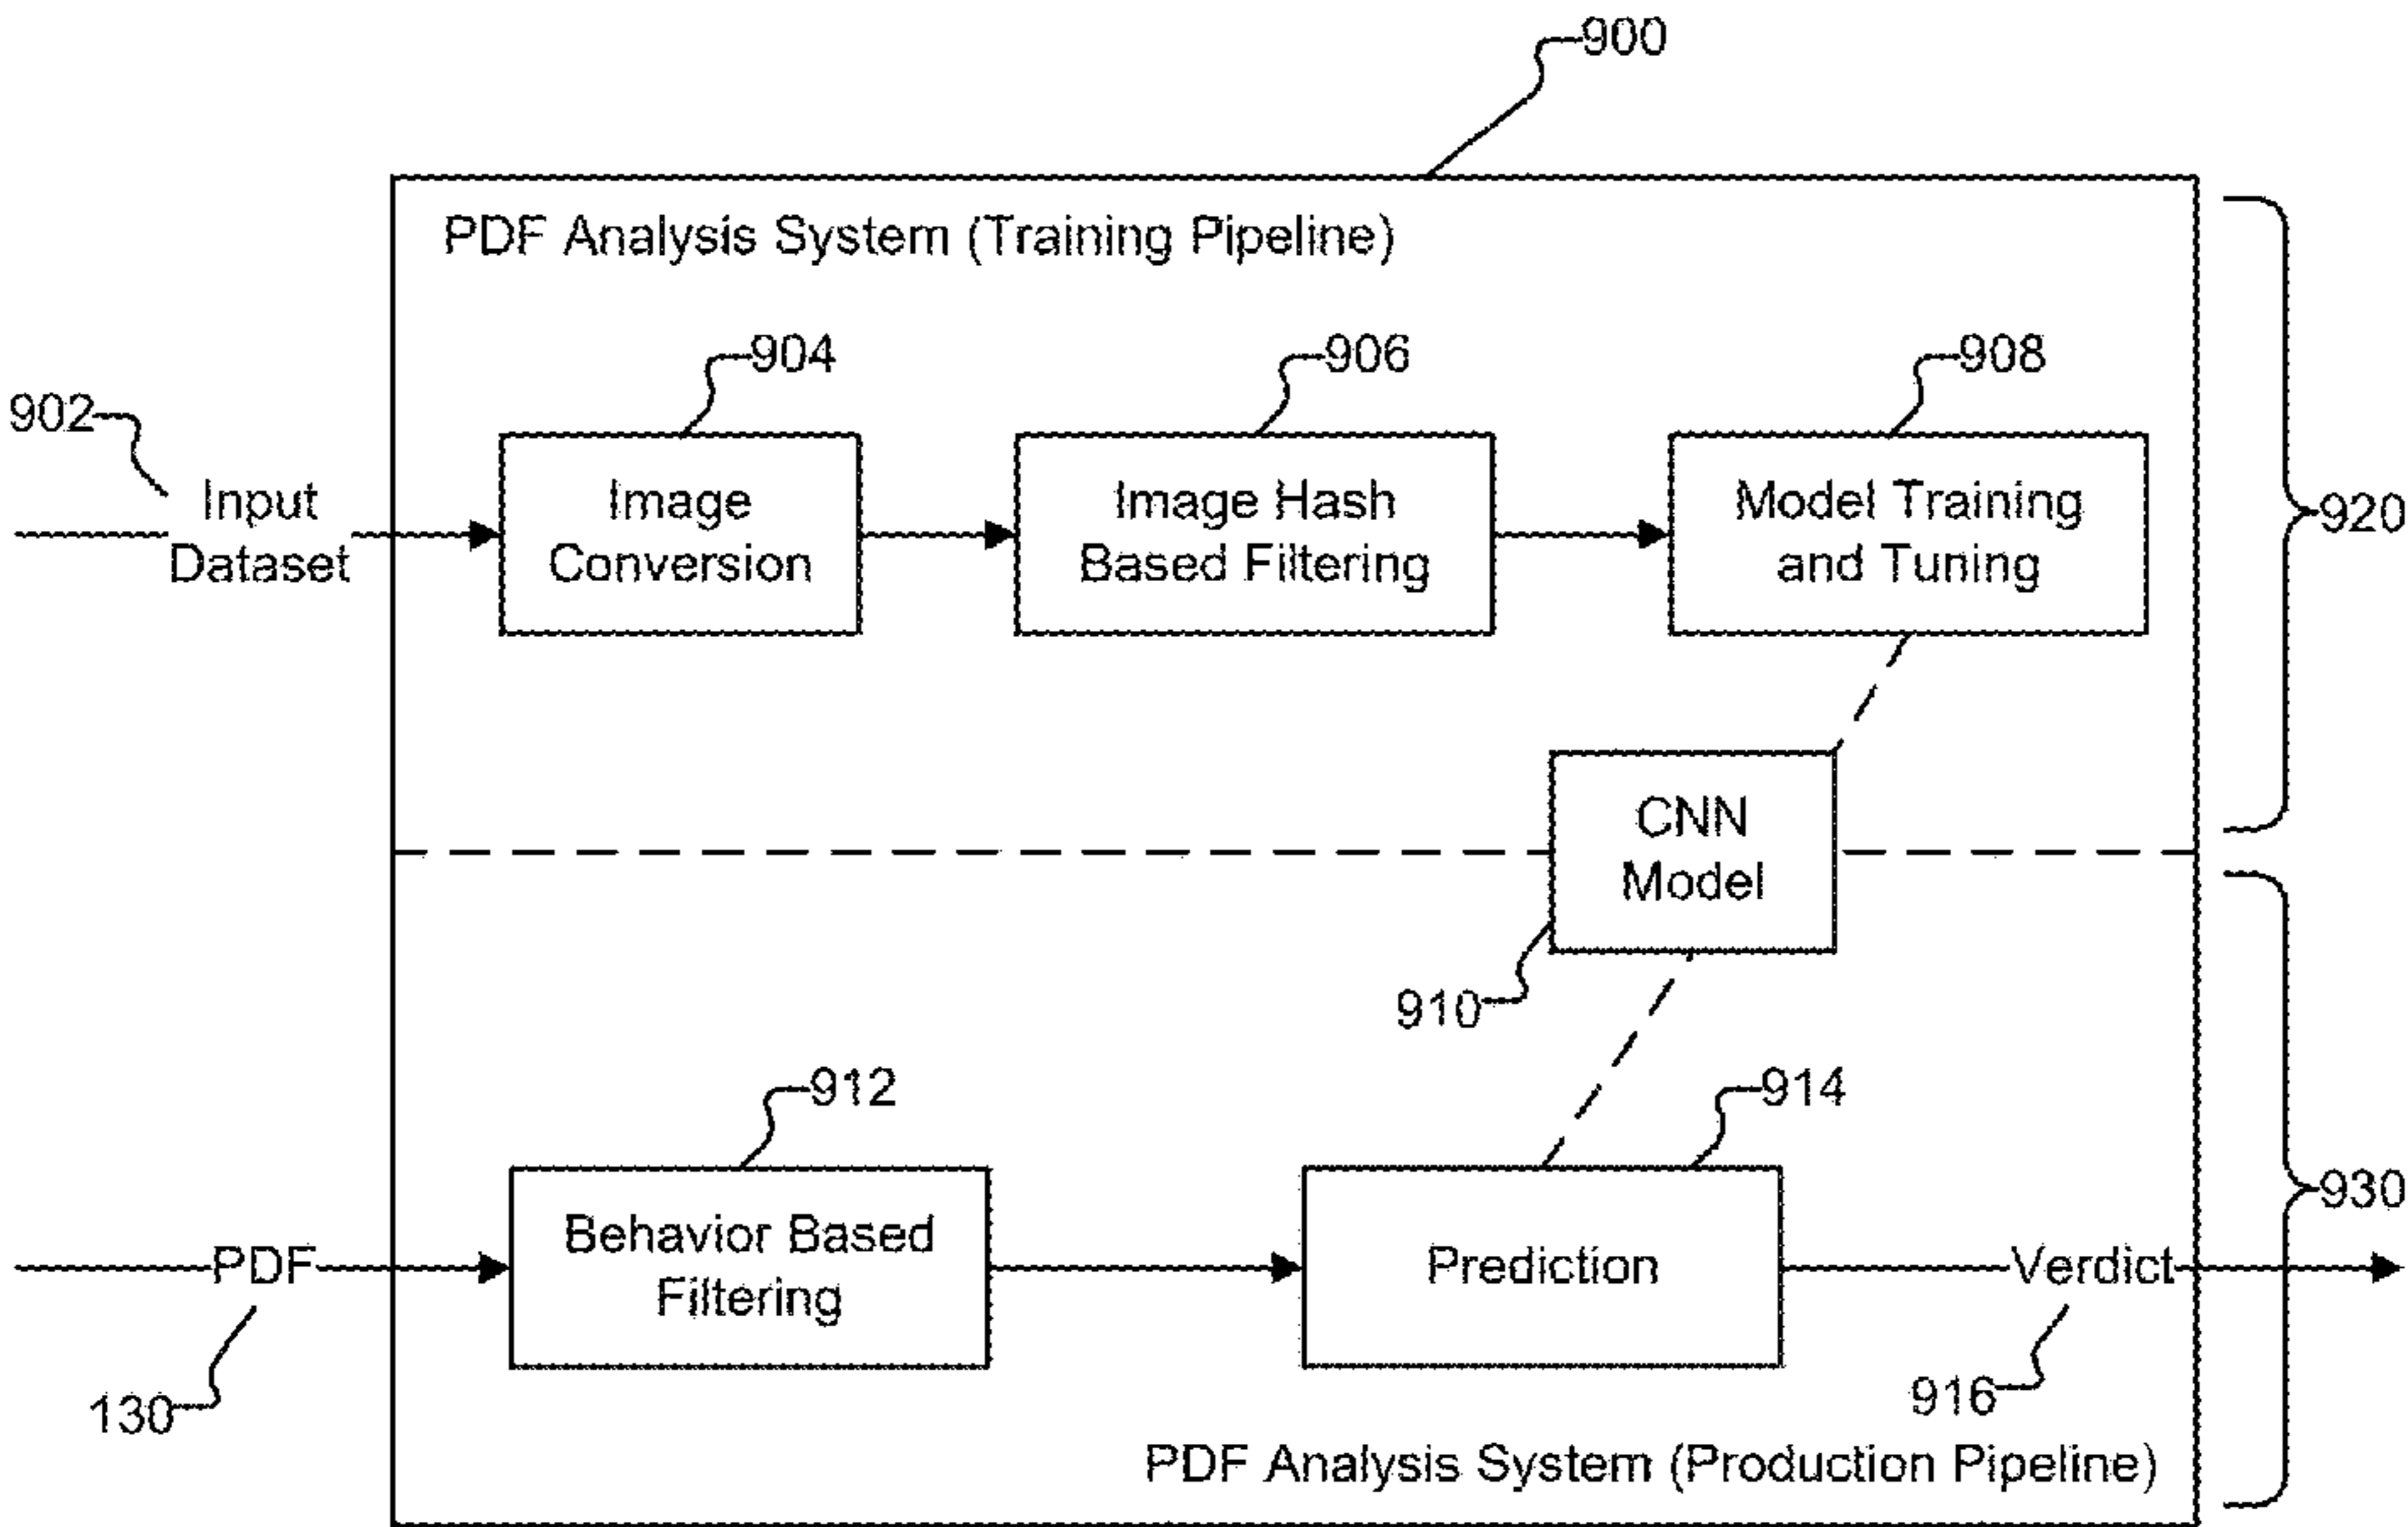 900
PDF Analysis System (Training Pipeline)
904
906
908
902
Input
Dataset
Image
Conversion
Image Hash
Based Filtering
Model Training
and Tuning
920
CNN
Model
910
912
914
930
PDF
Behavior Based
Filtering
Prediction
Verdict
130
916
PDF Analysis System (Production Pipeline)